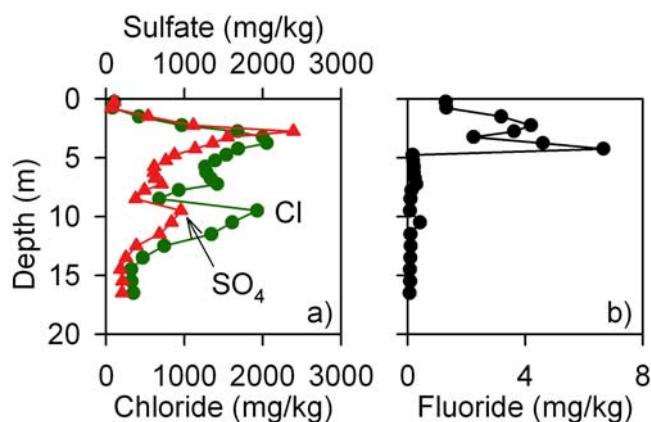 Sulfate (mg/kg)
0 1000 2000 3000
0
5
10
15
20
Depth (m)
Cl
SO4
a)
0 1000 2000 3000
Chloride (mg/kg)
b)
0 4 8
Fluoride (mg/kg)